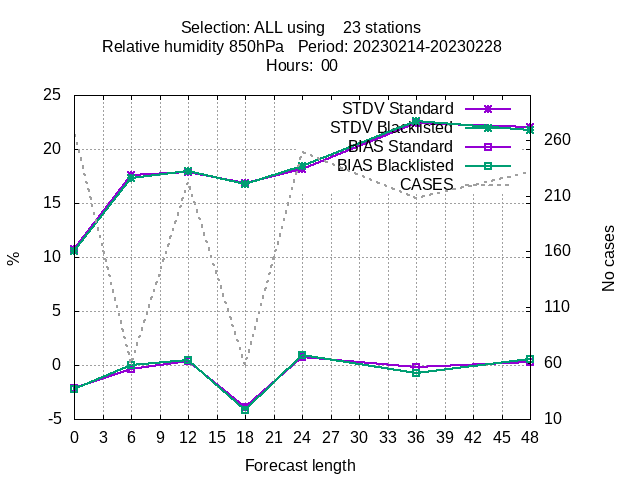 Selection: ALL using    23 stations
Relative humidity 850hPa   Period: 20230214-20230228
Hours:  00
STDV Standard
STDV Blacklisted
BIAS Standard
BIAS Blacklisted
CASES
25
20
15
10
5
0
-5
%
260
210
160
110
60
10
No cases
0 3 6 9 12 15 18 21 24 27 30 33 36 39 42 45 48
Forecast length